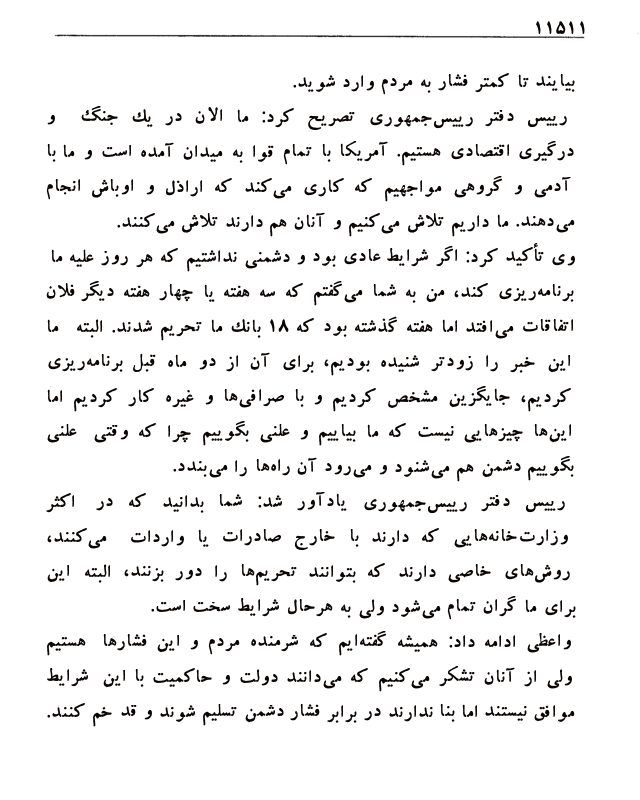 ۱۱۵۱۱
بیایند تا کمتر فشار به مردم وارد شوید.
رییس دفتر رییس‌جمهوری تصریح کرد: ما الان در یك جنگ و
درگیری اقتصادی هستیم. آمریکا با تمام قوا به میدان آمده است و ما با
آدمی و گروهی مواجهیم که کاری می‌کند که اراذل و اوباش انجام
می‌دهند. ما داریم تلاش می‌کنیم و آنان هم دارند تلاش می‌کنند.
وی تأکید کرد: اگر شرایط عادی بود و دشمنی نداشتیم که هر روز علیه ما
برنامه‌ریزی کند، من به شما می‌گفتم که سه هفته یا چهار هفته دیگر فلان
اتفاقات می‌افتد اما هفته گذشته بود که ۱۸ بانك ما تحریم شدند. البته ما
این خبر را زودتر شنیده بودیم، برای آن از دو ماه قبل برنامه‌ریزی
کردیم، جایگزین مشخص کردیم و با صرافی‌ها و غیره کار کردیم اما
این‌ها چیزهایی نیست که ما بیاییم و علنی بگوییم چرا که وقتی علنی
بگوییم دشمن هم می‌شنود و می‌رود آن راه‌ها را می‌بندد.
رییس دفتر رییس‌جمهوری یادآور شد: شما بدانید که در اکثر
وزارت‌خانه‌هایی که دارند با خارج صادرات یا واردات می‌کنند،
روش‌های خاصی دارند که بتوانند تحریم‌ها را دور بزنند، البته این
برای ما گران تمام می‌شود ولی به هرحال شرایط سخت است.
واعظی ادامه داد: همیشه گفته‌ایم که شرمنده مردم و این فشارها هستیم
ولی از آنان تشکر می‌کنیم که می‌دانند دولت و حاکمیت با این شرایط
موافق نیستند اما بنا ندارند در برابر فشار دشمن تسلیم شوند و قد خم کنند.